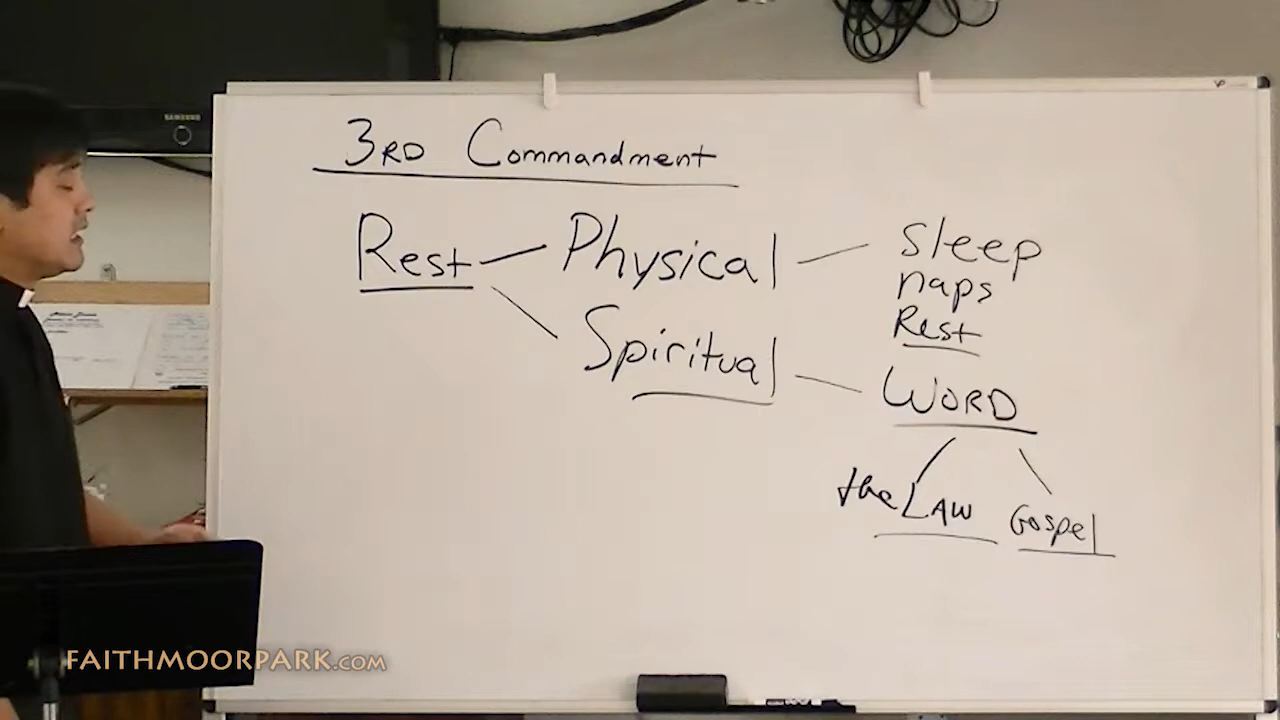 SAMSUNG
3RD Commandment
Rest Physical sleep
naps
Rest
Spiritual WORD
the LAW Gospel
FAITHMOORPARK.COM